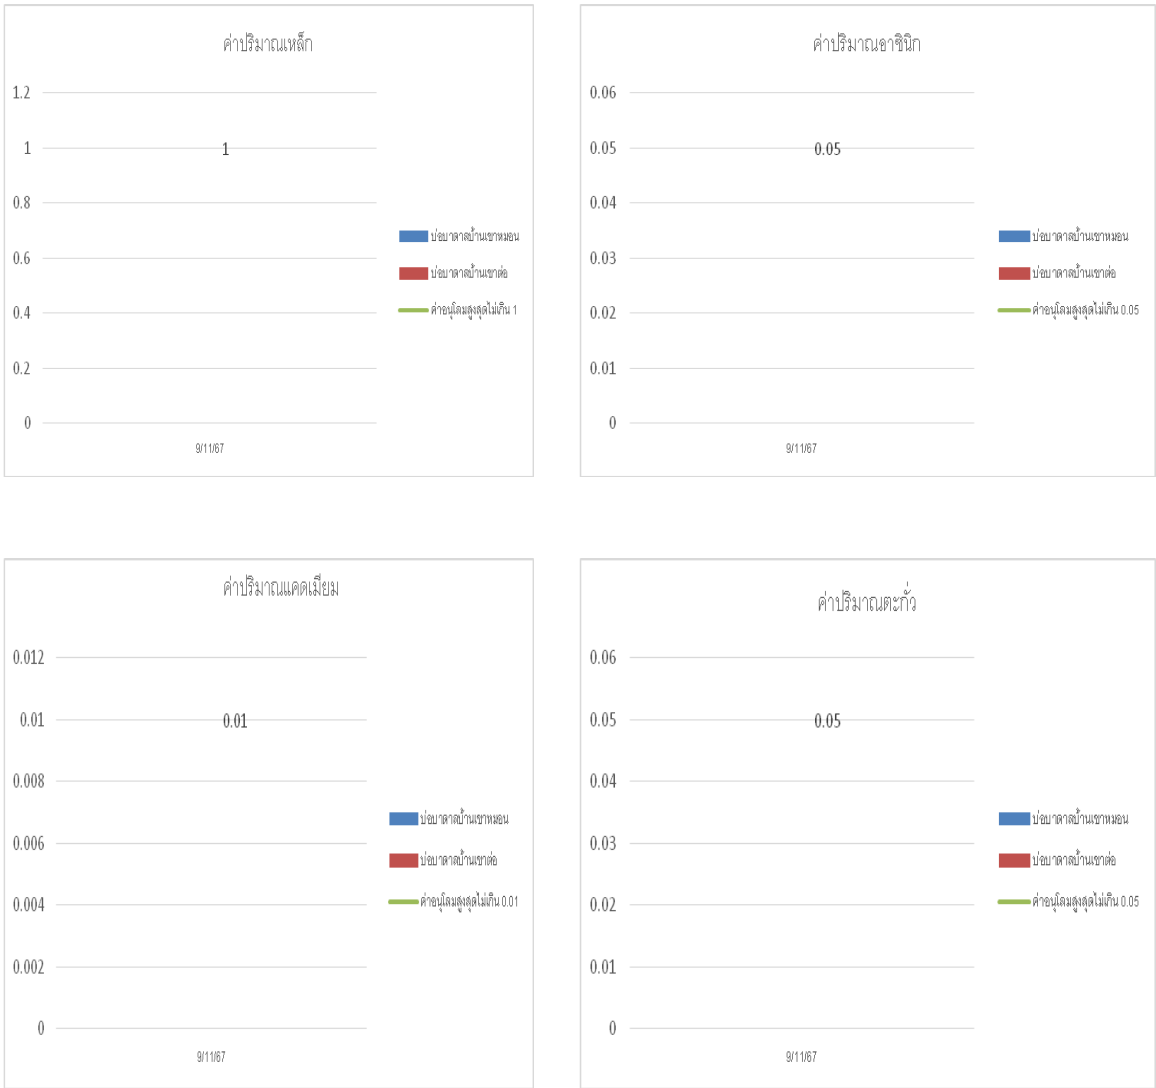 ค่าปริมาณเหล็ก
1.2
1
0.8
0.6
0.4
0.2
0
1
9/11/67
บ่อบาดาลบ้านเขาหมอน
บ่อบาดาลบ้านเขาต่อ
ค่าอนุโลมสูงสุดไม่เกิน 1
ค่าปริมาณอาซินิก
0.06
0.05
0.04
0.03
0.02
0.01
0
0.05
9/11/67
บ่อบาดาลบ้านเขาหมอน
บ่อบาดาลบ้านเขาต่อ
ค่าอนุโลมสูงสุดไม่เกิน 0.05
ค่าปริมาณแคดเมียม
0.012
0.01
0.008
0.006
0.004
0.002
0
0.01
9/11/67
บ่อบาดาลบ้านเขาหมอน
บ่อบาดาลบ้านเขาต่อ
ค่าอนุโลมสูงสุดไม่เกิน 0.01
ค่าปริมาณตะกั่ว
0.06
0.05
0.04
0.03
0.02
0.01
0
0.05
9/11/67
บ่อบาดาลบ้านเขาหมอน
บ่อบาดาลบ้านเขาต่อ
ค่าอนุโลมสูงสุดไม่เกิน 0.05